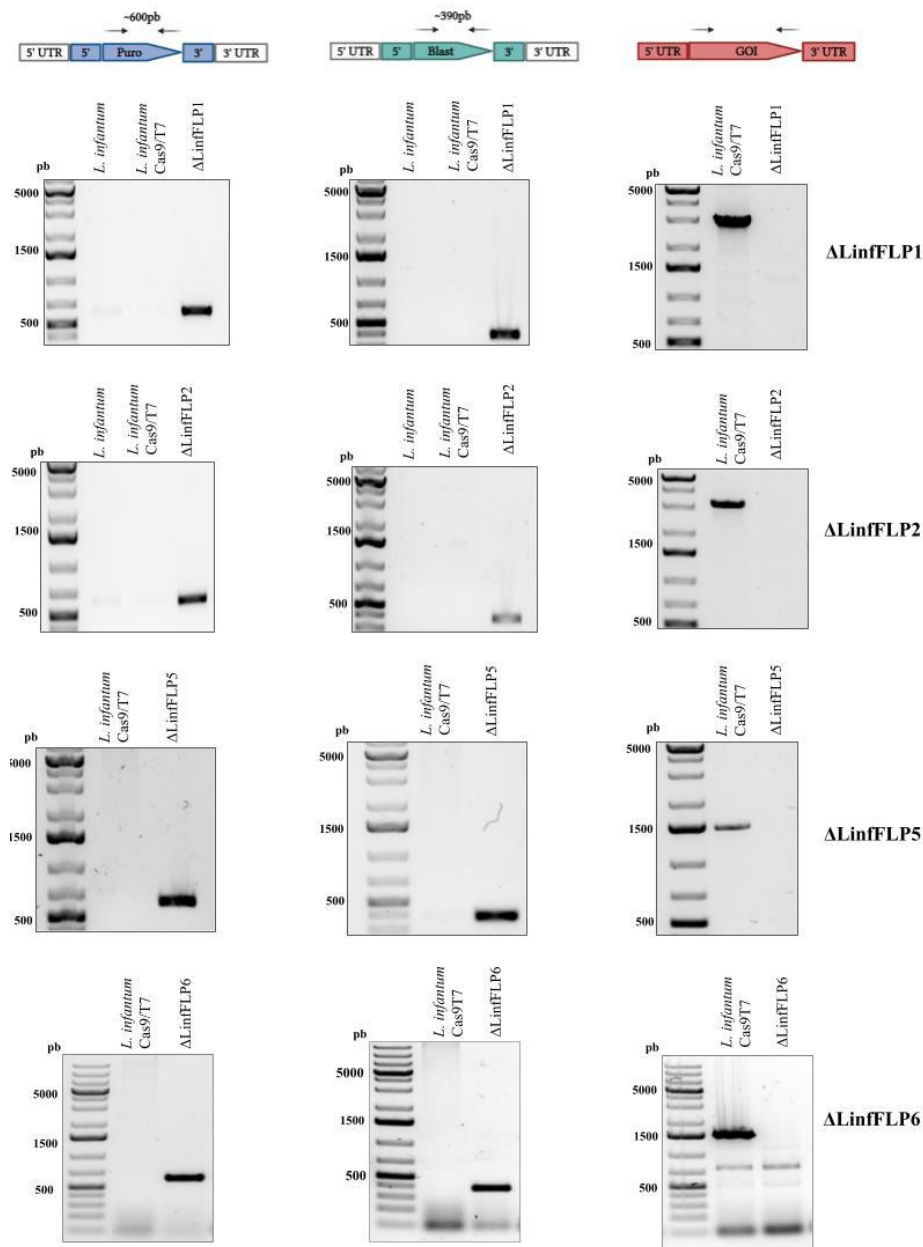 ~600pb
5' UTR 5' Puro 3' 3' UTR
~390pb
5' UTR 5' Blast 3' 3' UTR
5' UTR GOI 3' UTR
pb
L. infantum
L. infantum
Cas9/T7
ΔLinfFLP1
5000
1500
500
pb
L. infantum
L. infantum
Cas9/T7
ΔLinfFLP1
5000
1500
500
pb
L. infantum
Cas9/T7
ΔLinfFLP1
5000
1500
500
ΔLinfFLP1
pb
L. infantum
L. infantum
Cas9/T7
ΔLinfFLP2
5000
1500
500
pb
L. infantum
L. infantum
Cas9/T7
ΔLinfFLP2
5000
1500
500
pb
L. infantum
Cas9/T7
ΔLinfFLP2
5000
1500
500
ΔLinfFLP2
pb
L. infantum
Cas9/T7
ΔLinfFLP5
5000
1500
500
pb
L. infantum
Cas9/T7
ΔLinfFLP5
5000
1500
500
pb
L. infantum
Cas9/T7
ΔLinfFLP5
5000
1500
500
ΔLinfFLP5
pb
L. infantum
Cas9/T7
ΔLinfFLP6
5000
1500
500
pb
L. infantum
Cas9T7
ΔLinfFLP6
5000
1500
500
pb
L. infantum
Cas9T7
ΔLinfFLP6
5000
1500
500
ΔLinfFLP6